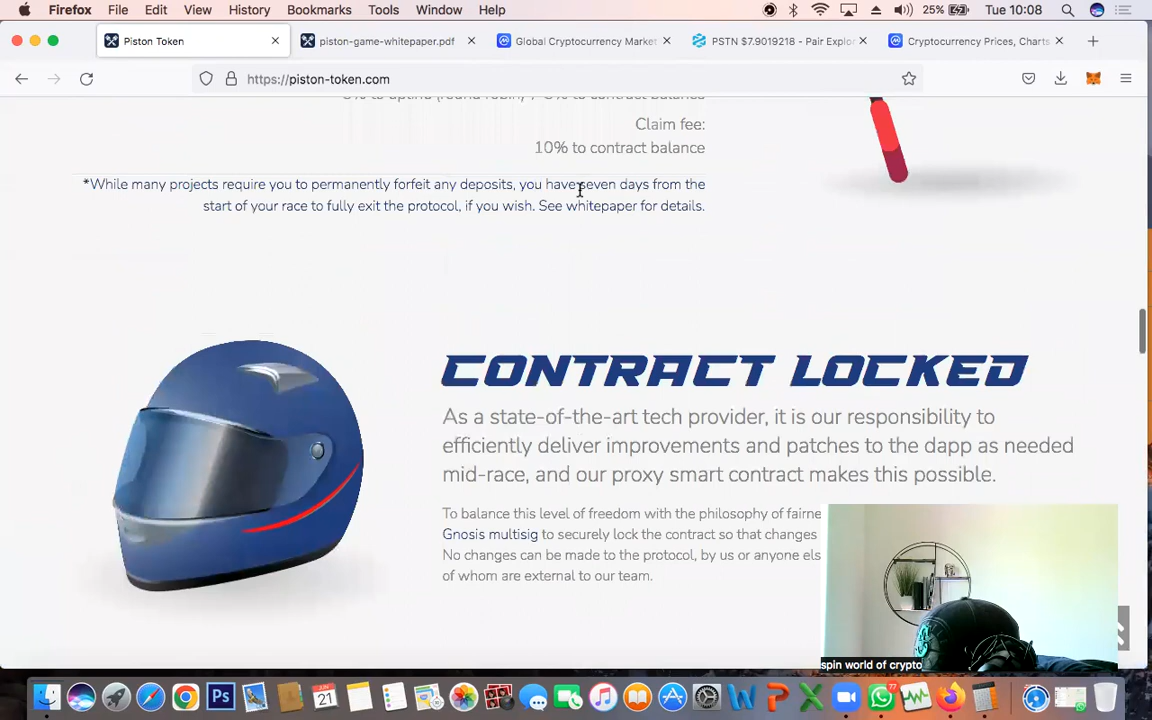 Firefox File Edit View History Bookmarks Tools Window Help 25% Tue 10:08
Piston Token
piston-game-whitepaper.pdf
Global Cryptocurrency Market
PSTN $7.9019218 - Pair Explo
Cryptocurrency Prices, Charts
https://piston-token.com
Claim fee:
10% to contract balance
*While many projects require you to permanently forfeit any deposits, you have seven days from the
start of your race to fully exit the protocol, if you wish. See whitepaper for details.
CONTRACT LOCKED
As a state-of-the-art tech provider, it is our responsibility to
efficiently deliver improvements and patches to the dapp as needed
mid-race, and our proxy smart contract makes this possible.
To balance this level of freedom with the philosophy of fairne
Gnosis multisig to securely lock the contract so that changes
No changes can be made to the protocol, by us or anyone els
of whom are external to our team.
spin world of crypto
JUN
21
77